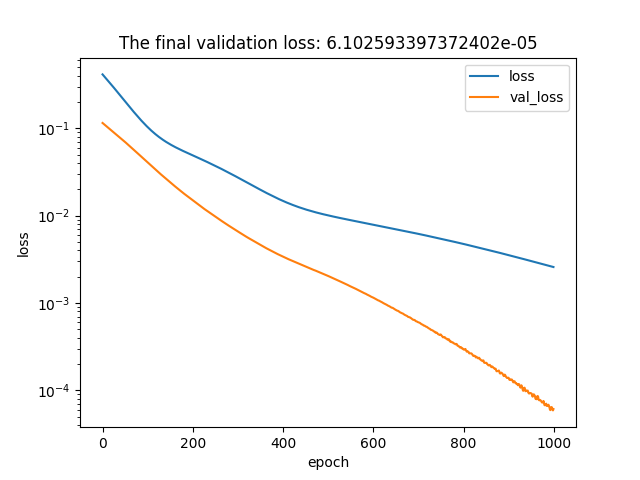 The final validation loss: 6.102593397372402e-05
loss
val_loss
10⁻¹
10⁻²
10⁻³
10⁻⁴
loss
0 200 400 600 800 1000
epoch